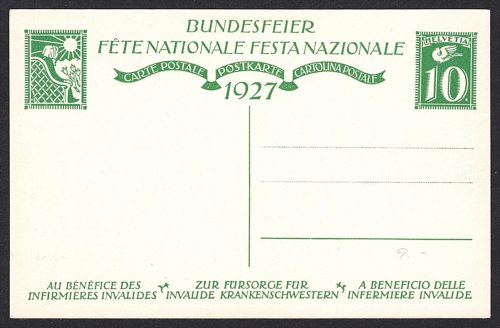 BUNDESFEIER
FÊTE NATIONALE FESTA NAZIONALE
CARTE POSTALE POSTKARTE CARTOLINA POSTALE
1927
HELVETIA
10
AU BÉNÉFICE DES
INFIRMIÈRES INVALIDES
ZUR FÜRSORGE FÜR
INVALIDE KRANKENSCHWESTERN
A BENEFICIO DELLE
INFERMIERE INVALIDE